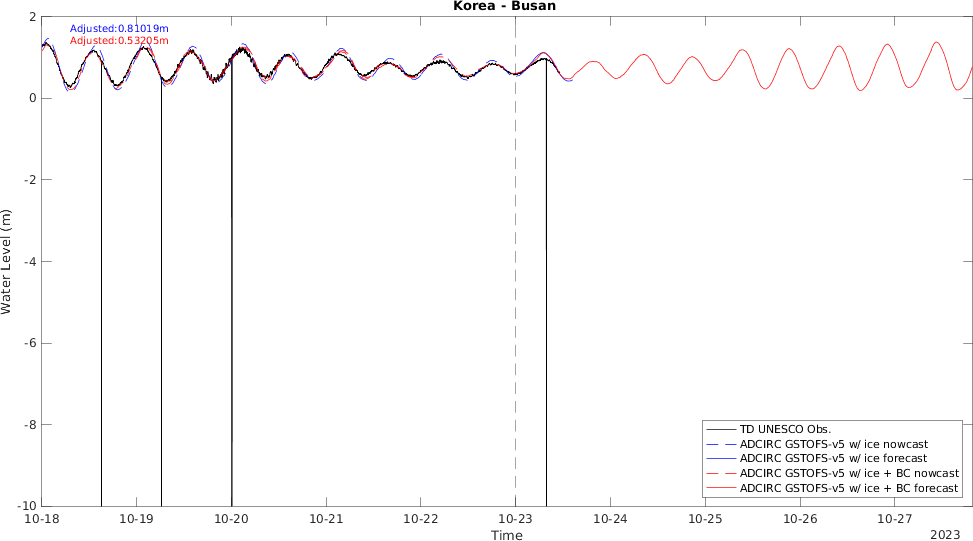 Korea - Busan
Adjusted:0.81019m
Adjusted:0.53205m
2
0
-2
-4
-6
-8
-10
Water Level (m)
TD UNESCO Obs.
ADCIRC GSTOFS-v5 w/ ice nowcast
ADCIRC GSTOFS-v5 w/ ice forecast
ADCIRC GSTOFS-v5 w/ ice + BC nowcast
ADCIRC GSTOFS-v5 w/ ice + BC forecast
10-18 10-19 10-20 10-21 10-22 10-23 10-24 10-25 10-26 10-27
Time
2023